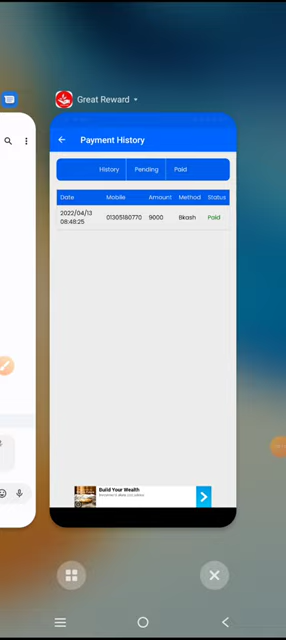 Great Reward
Payment History
History Pending Paid
Date Mobile Amount Method Status
2022/04/13
08:48:25 01305180770 9000 Bkash Paid
Build Your Wealth